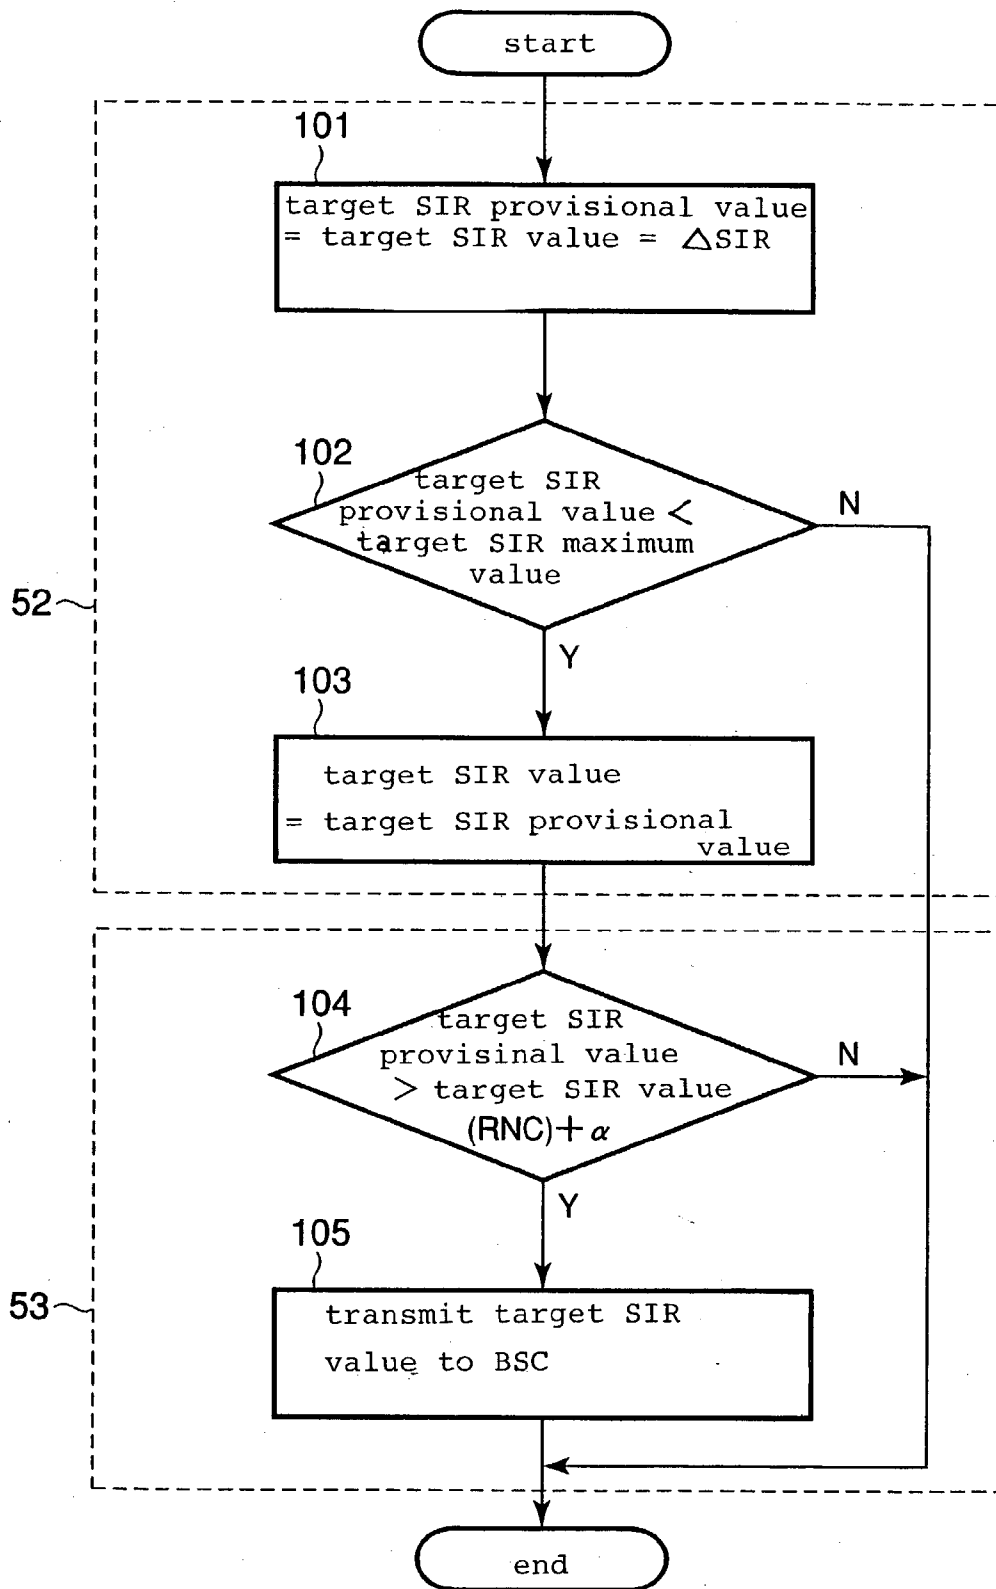 start
101
target SIR provisional value
= target SIR value = △SIR
102
target SIR
provisional value <
target SIR maximum
value
N
Y
52
103
target SIR value
= target SIR provisional
value
104
target SIR
provisinal value
> target SIR value
(RNC)+α
N
Y
105
53
transmit target SIR
value to BSC
end